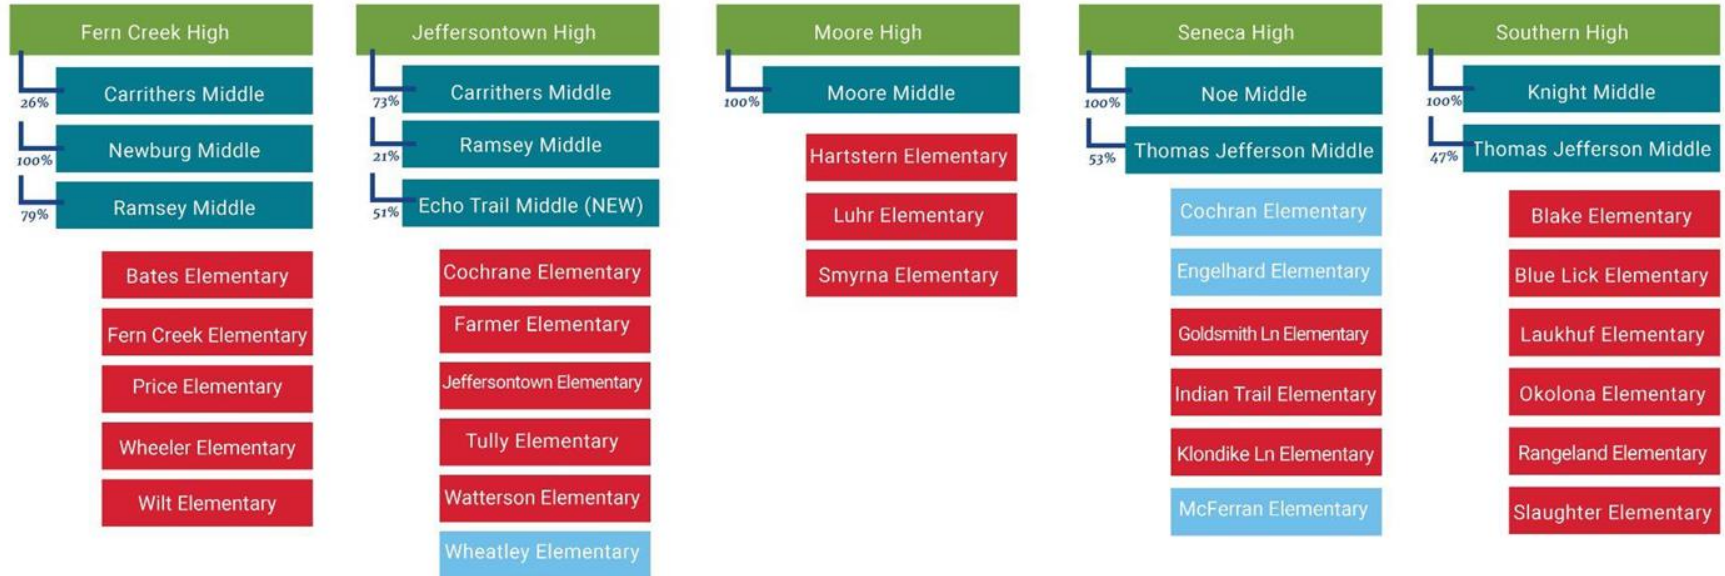 Fern Creek High
26%
Carrithers Middle
100%
Newburg Middle
79%
Ramsey Middle
Bates Elementary
Fern Creek Elementary
Price Elementary
Wheeler Elementary
Wilt Elementary
Jeffersontown High
73%
Carrithers Middle
21%
Ramsey Middle
51%
Echo Trail Middle (NEW)
Cochrane Elementary
Farmer Elementary
Jeffersontown Elementary
Tully Elementary
Watterson Elementary
Wheatley Elementary
Moore High
100%
Moore Middle
Hartstern Elementary
Luhr Elementary
Smyrna Elementary
Seneca High
100%
Noe Middle
53%
Thomas Jefferson Middle
Cochran Elementary
Engelhard Elementary
Goldsmith Ln Elementary
Indian Trail Elementary
Klondike Ln Elementary
McFerran Elementary
Southern High
100%
Knight Middle
47%
Thomas Jefferson Middle
Blake Elementary
Blue Lick Elementary
Laukhuf Elementary
Okolona Elementary
Rangeland Elementary
Slaughter Elementary